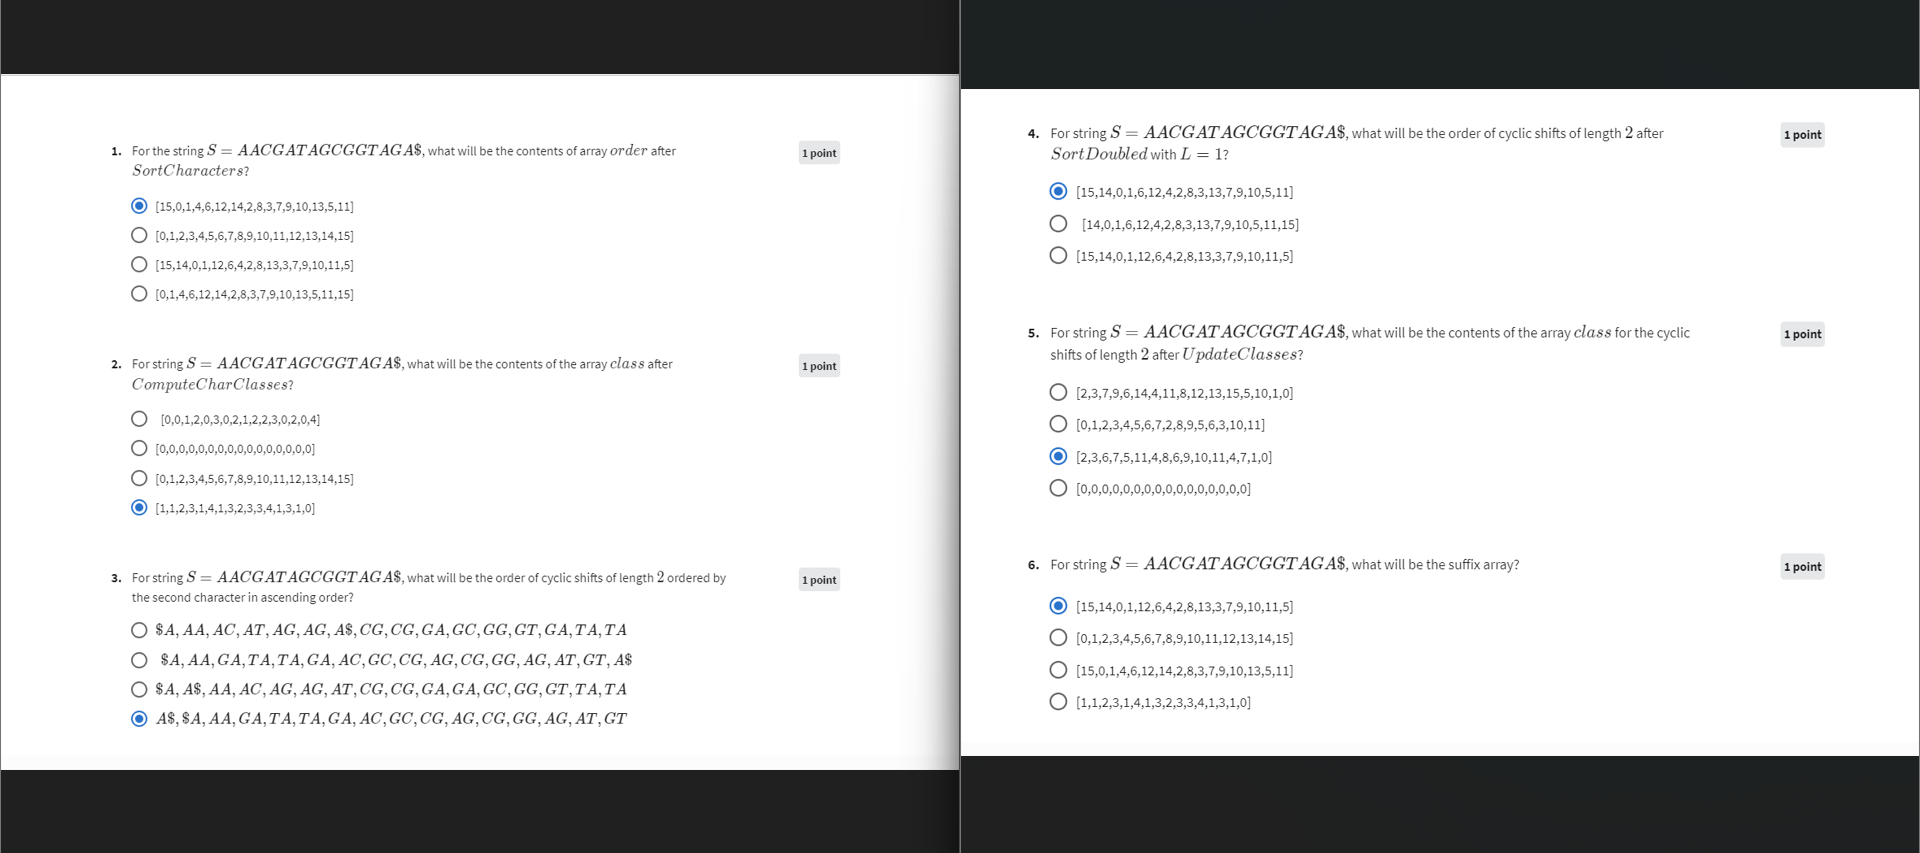 1. For the string S = AACGATAGCGGTAGA$, what will be the contents of array order after
SortCharacters?
1 point
[15,0,1,4,6,12,14,2,8,3,7,9,10,13,5,11]
[0,1,2,3,4,5,6,7,8,9,10,11,12,13,14,15]
[15,14,0,1,12,6,4,2,8,13,3,7,9,10,11,5]
[0,1,4,6,12,14,2,8,3,7,9,10,13,5,11,15]
2. For string S = AACGATAGCGGTAGA$, what will be the contents of the array class after
ComputeCharClasses?
1 point
[0,0,1,2,0,3,0,2,1,2,2,3,0,2,0,4]
[0,0,0,0,0,0,0,0,0,0,0,0,0,0,0,0]
[0,1,2,3,4,5,6,7,8,9,10,11,12,13,14,15]
[1,1,2,3,1,4,1,3,2,3,3,4,1,3,1,0]
3. For string S = AACGATAGCGGTAGA$, what will be the order of cyclic shifts of length 2 ordered by
the second character in ascending order?
1 point
$A, AA, AC, AT, AG, AG, A$, CG, CG, GA, GC, GG, GT, GA, TA, TA
$A, AA, GA, TA, TA, GA, AC, GC, CG, AG, CG, GG, AG, AT, GT, A$
$A, A$, AA, AC, AG, AG, AT, CG, CG, GA, GA, GC, GG, GT, TA, TA
A$, $A, AA, GA, TA, TA, GA, AC, GC, CG, AG, CG, GG, AG, AT, GT
4. For string S = AACGATAGCGGTAGA$, what will be the order of cyclic shifts of length 2 after
SortDoubled with L = 1?
1 point
[15,14,0,1,6,12,4,2,8,3,13,7,9,10,5,11]
[14,0,1,6,12,4,2,8,3,13,7,9,10,5,11,15]
[15,14,0,1,12,6,4,2,8,13,3,7,9,10,11,5]
5. For string S = AACGATAGCGGTAGA$, what will be the contents of the array class for the cyclic
shifts of length 2 after UpdateClasses?
1 point
[2,3,7,9,6,14,4,11,8,12,13,15,5,10,1,0]
[0,1,2,3,4,5,6,7,2,8,9,5,6,3,10,11]
[2,3,6,7,5,11,4,8,6,9,10,11,4,7,1,0]
[0,0,0,0,0,0,0,0,0,0,0,0,0,0,0,0]
6. For string S = AACGATAGCGGTAGA$, what will be the suffix array?
1 point
[15,14,0,1,12,6,4,2,8,13,3,7,9,10,11,5]
[0,1,2,3,4,5,6,7,8,9,10,11,12,13,14,15]
[15,0,1,4,6,12,14,2,8,3,7,9,10,13,5,11]
[1,1,2,3,1,4,1,3,2,3,3,4,1,3,1,0]